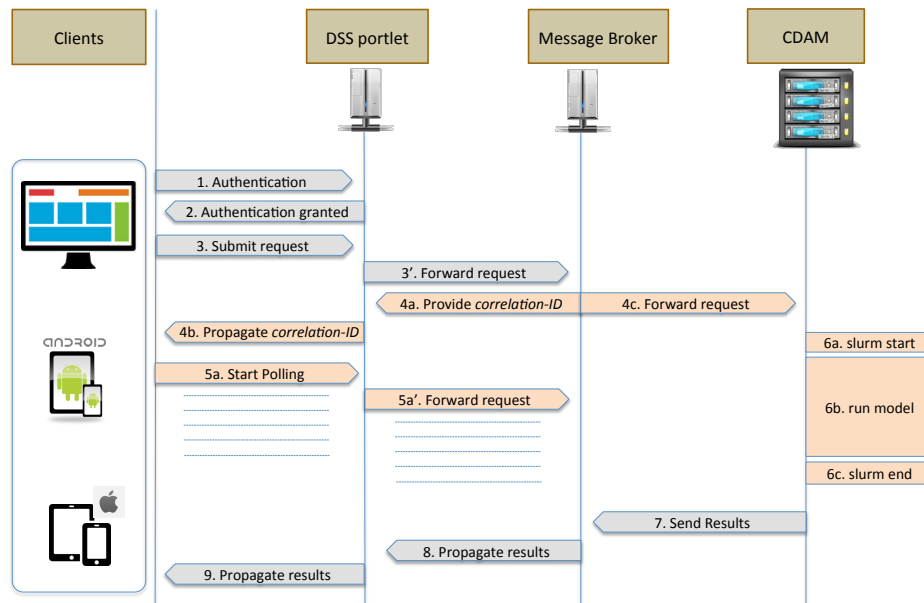 Clients
DSS portlet
Message Broker
CDAM
1. Authentication
2. Authentication granted
3. Submit request
3’. Forward request
4a. Provide correlation-ID
4c. Forward request
4b. Propagate correlation-ID
6a. slurm start
ANDROID
5a. Start Polling
5a’. Forward request
6b. run model
6c. slurm end
7. Send Results
8. Propagate results
9. Propagate results